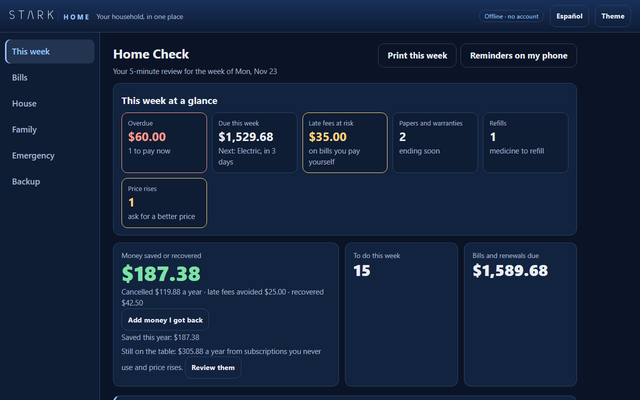 STARK HOME Your household, in one place
Offline · no account
Español
Theme
This week
Bills
House
Family
Emergency
Backup
Home Check
Your 5-minute review for the week of Mon, Nov 23
Print this week
Reminders on my phone
This week at a glance
Overdue
$60.00
1 to pay now
Due this week
$1,529.68
Next: Electric, in 3
days
Late fees at risk
$35.00
on bills you pay
yourself
Papers and warranties
2
ending soon
Refills
1
medicine to refill
Price rises
1
ask for a better price
Money saved or recovered
$187.38
Cancelled $119.88 a year · late fees avoided $25.00 · recovered
$42.50
Add money I got back
Saved this year: $187.38
Still on the table: $305.88 a year from subscriptions you never
use and price rises. Review them
To do this week
15
Bills and renewals due
$1,589.68